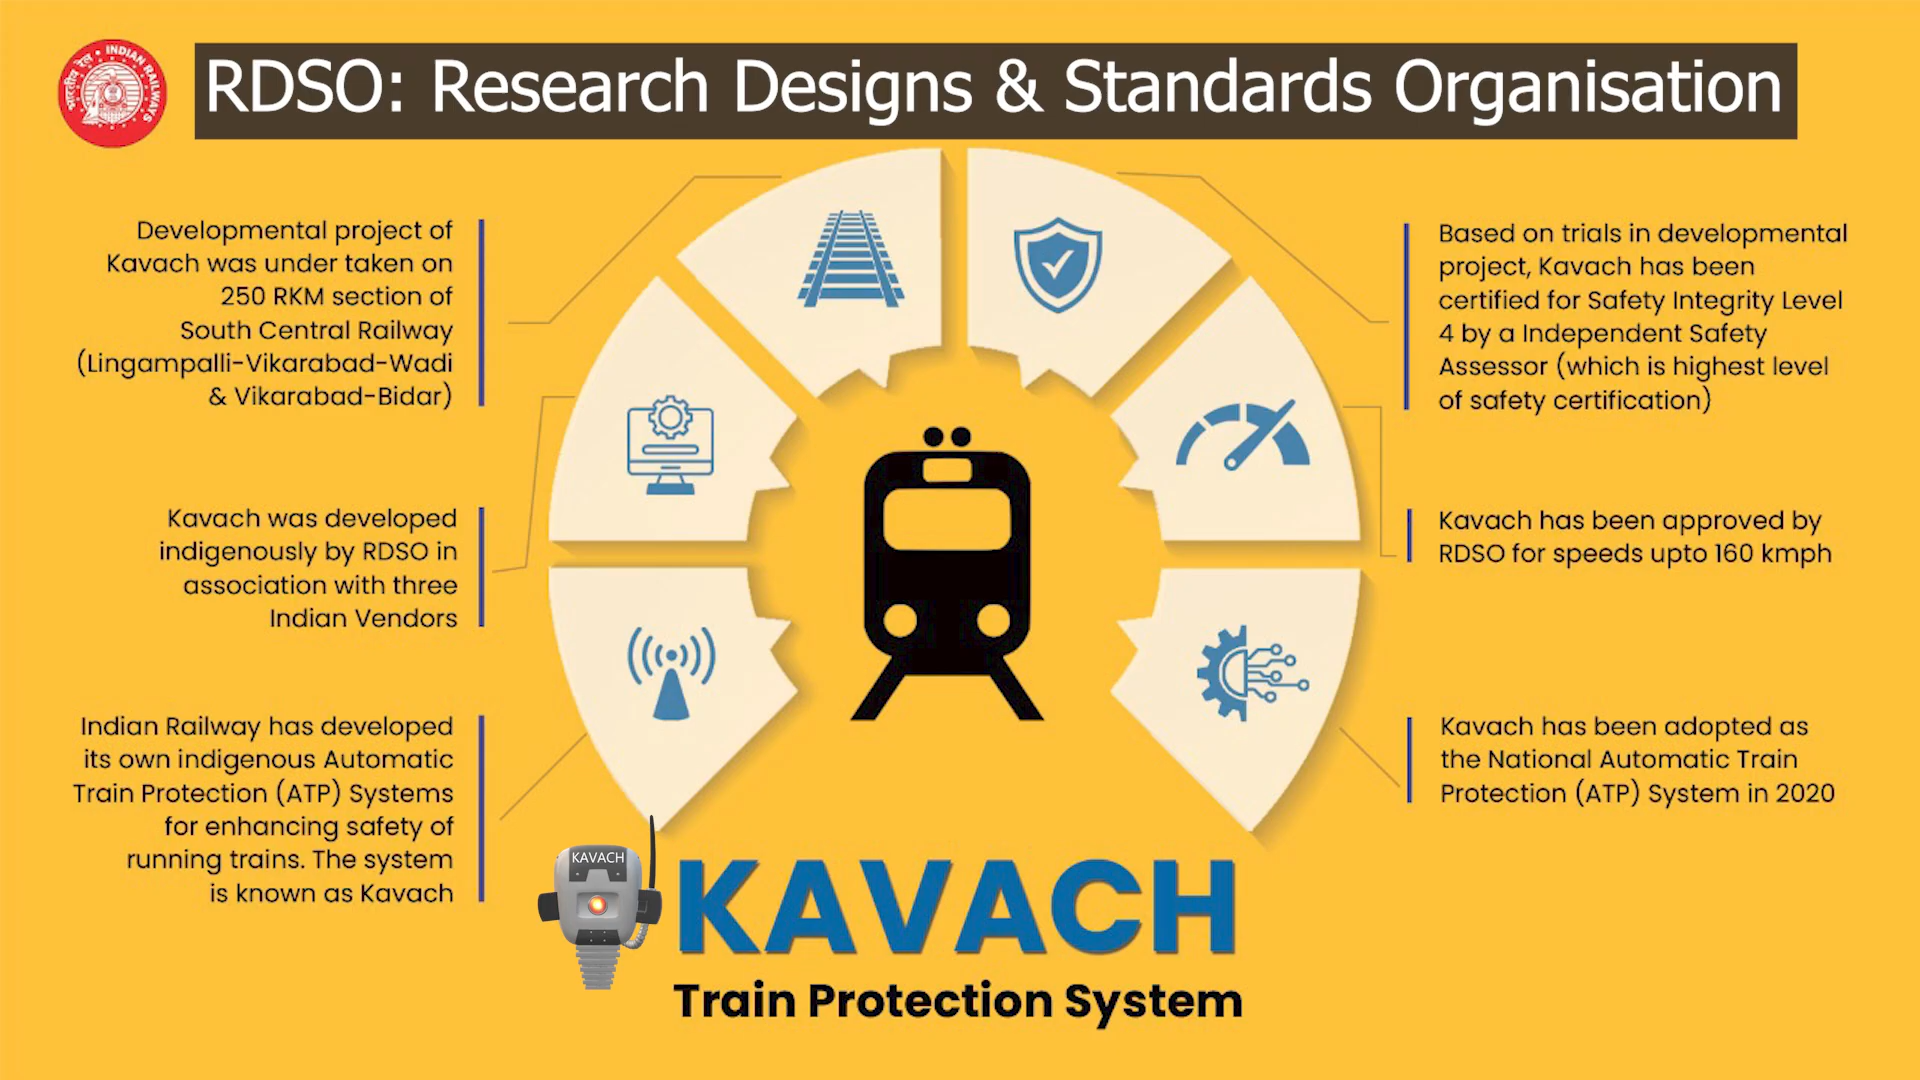 भारतीय रेल • INDIAN RAILWAYS
RDSO: Research Designs & Standards Organisation
Developmental project of
Kavach was under taken on
250 RKM section of
South Central Railway
(Lingampalli-Vikarabad-Wadi
& Vikarabad-Bidar)
Kavach was developed
indigenously by RDSO in
association with three
Indian Vendors
Indian Railway has developed
its own indigenous Automatic
Train Protection (ATP) Systems
for enhancing safety of
running trains. The system
is known as Kavach
Based on trials in developmental
project, Kavach has been
certified for Safety Integrity Level
4 by a Independent Safety
Assessor (which is highest level
of safety certification)
Kavach has been approved by
RDSO for speeds upto 160 kmph
Kavach has been adopted as
the National Automatic Train
Protection (ATP) System in 2020
KAVACH
KAVACH
Train Protection System